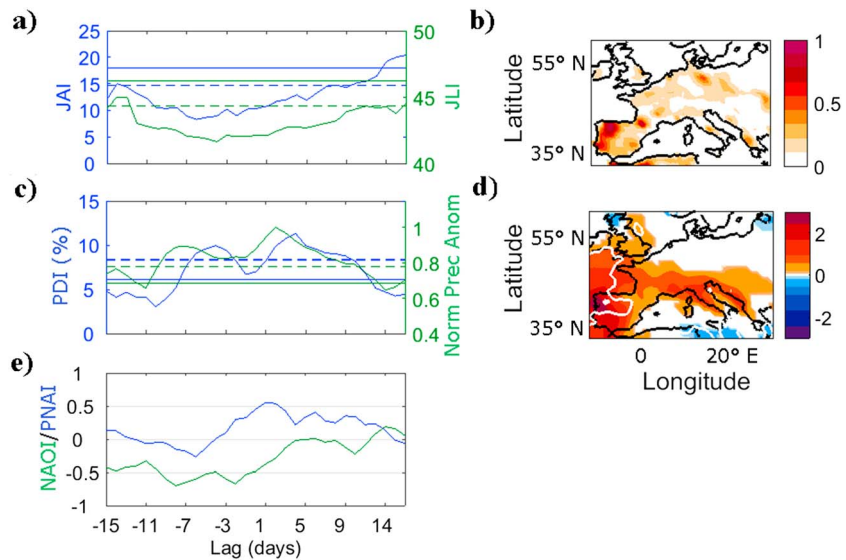 a)
25
20
15
10
5
0
JAI
50
45
40
JLI
b)
55° N
35° N
Latitude
1
0.5
0
c)
15
10
5
0
PDI (%)
1
0.8
0.6
0.4
Norm Prec Anom
d)
55° N
35° N
Latitude
0
20° E
Longitude
2
0
-2
e)
1
0.5
0
-0.5
-1
NAOI/PNAI
-15 -11 -7 -3 1 5 9 14
Lag (days)